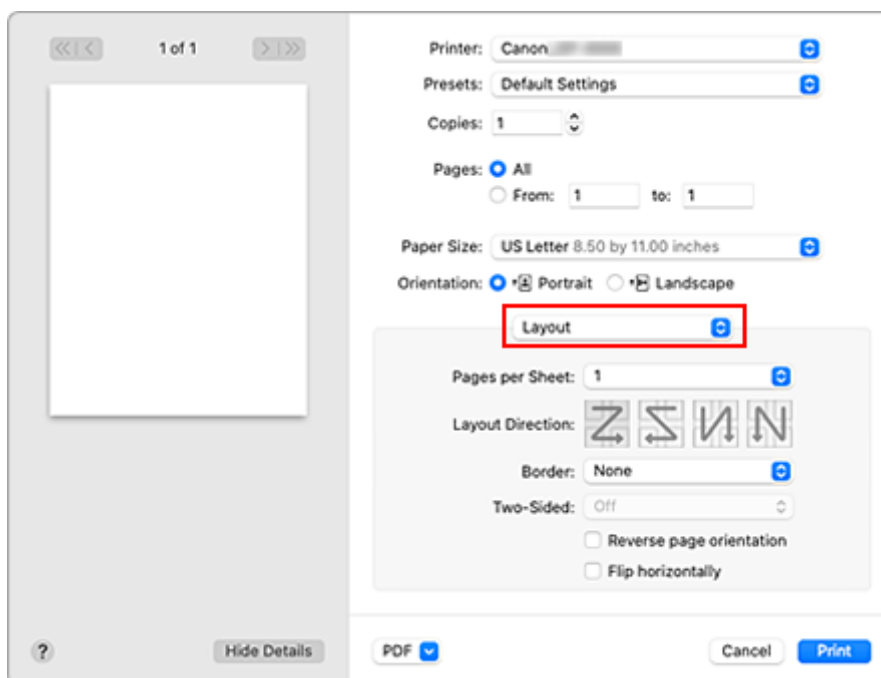 1 of 1
Printer: Canon
Presets: Default Settings
Copies: 1
Pages: All
From: 1 to: 1
Paper Size: US Letter 8.50 by 11.00 inches
Orientation: Portrait Landscape
Layout
Pages per Sheet: 1
Layout Direction:
Border: None
Two-Sided: Off
Reverse page orientation
Flip horizontally
? Hide Details PDF Cancel Print